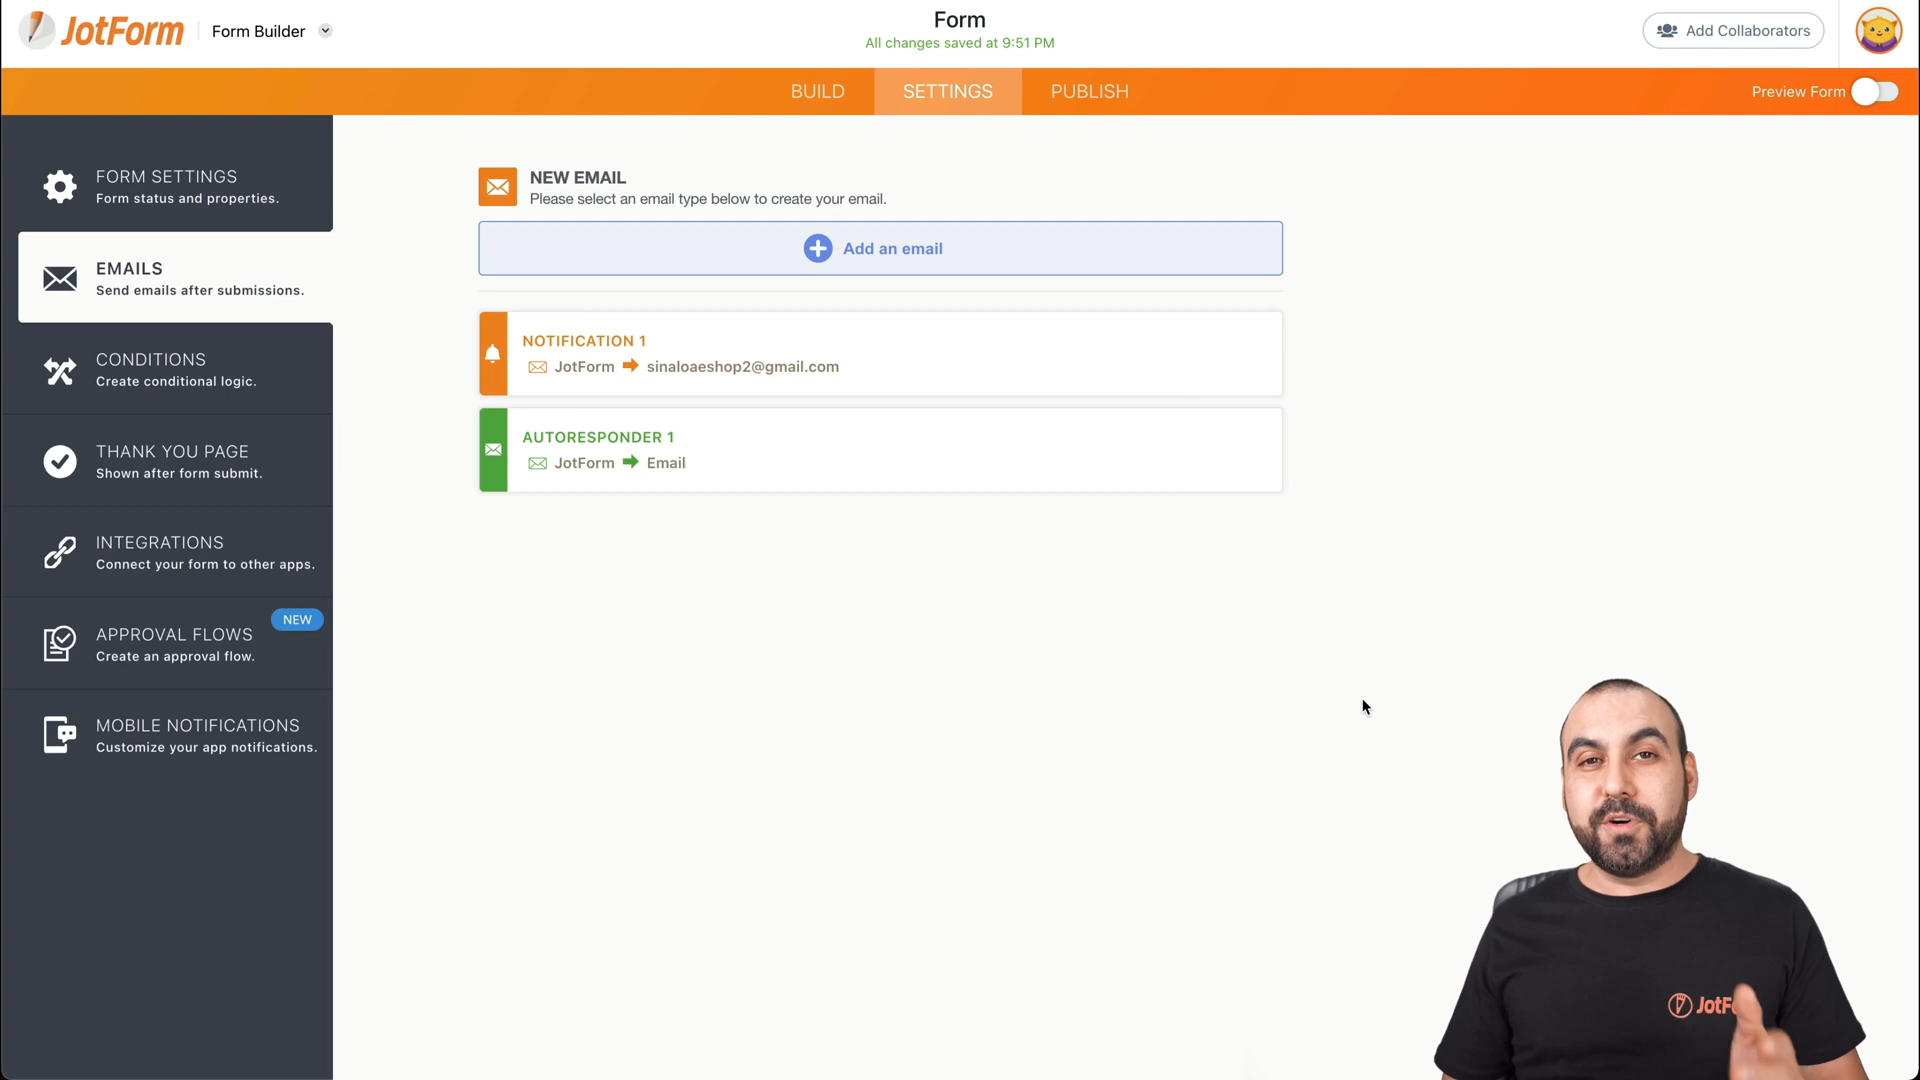 JotForm
Form Builder
Form
All changes saved at 9:51 PM
Add Collaborators
BUILD
SETTINGS
PUBLISH
Preview Form
FORM SETTINGS
Form status and properties.
EMAILS
Send emails after submissions.
CONDITIONS
Create conditional logic.
THANK YOU PAGE
Shown after form submit.
INTEGRATIONS
Connect your form to other apps.
NEW
APPROVAL FLOWS
Create an approval flow.
MOBILE NOTIFICATIONS
Customize your app notifications.
NEW EMAIL
Please select an email type below to create your email.
Add an email
NOTIFICATION 1
JotForm sinaloaeshop2@gmail.com
AUTORESPONDER 1
JotForm Email
JotF